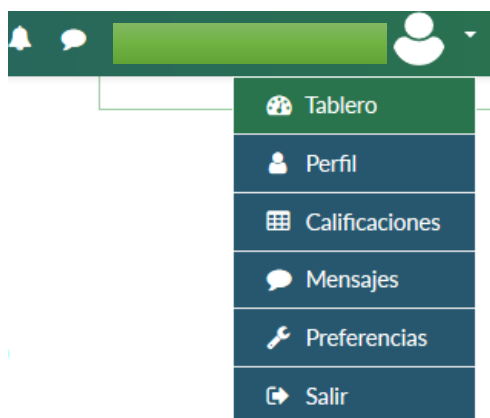 Tablero
Perfil
Calificaciones
Mensajes
Preferencias
Salir